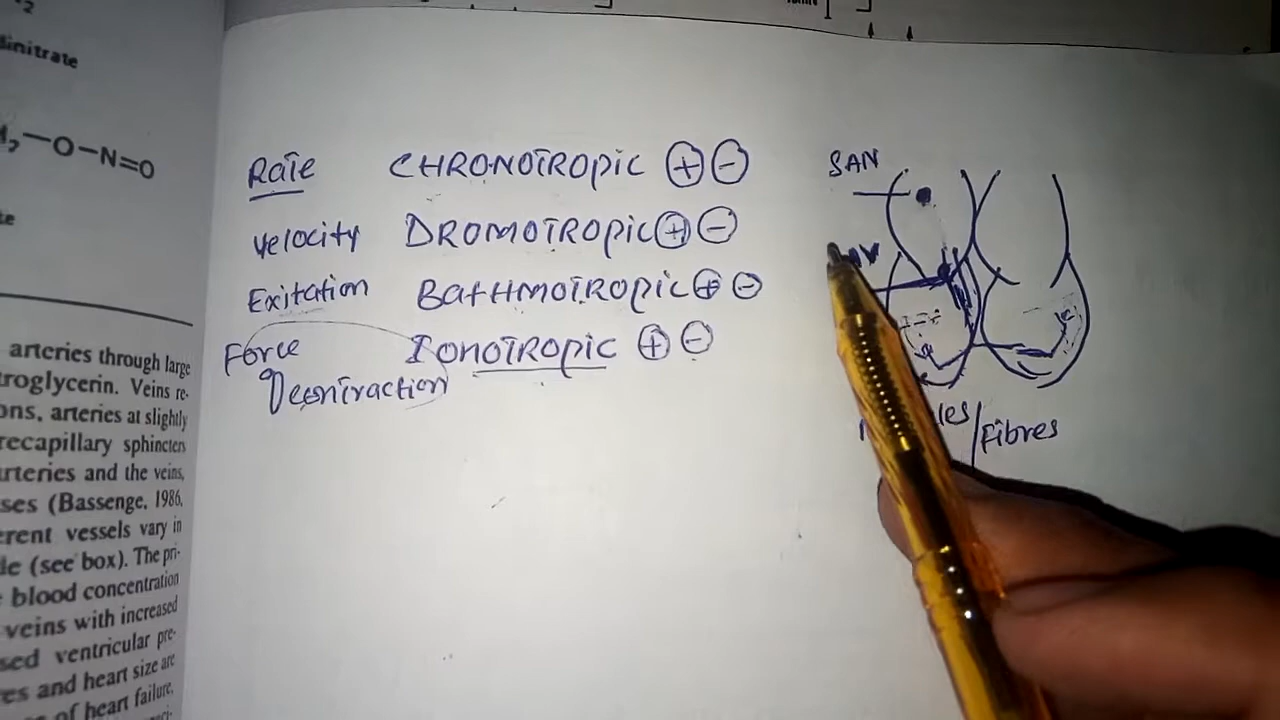 dinitrate
—O—N=O
arteries through large
troglycerin. Veins re-
ons, arteries at slightly
recapillary sphincters
arteries and the veins,
ses (Bassenge, 1986,
erent vessels vary in
le (see box). The pri-
blood concentration
veins with increased
sed ventricular pre-
es and heart size are
of heart failure,
Rate CHRONOTROPIC + -
Velocity DROMOTROPIC + -
Exitation BATHMOTROPIC + -
Force IONOTROPIC + -
SAN
Fibres